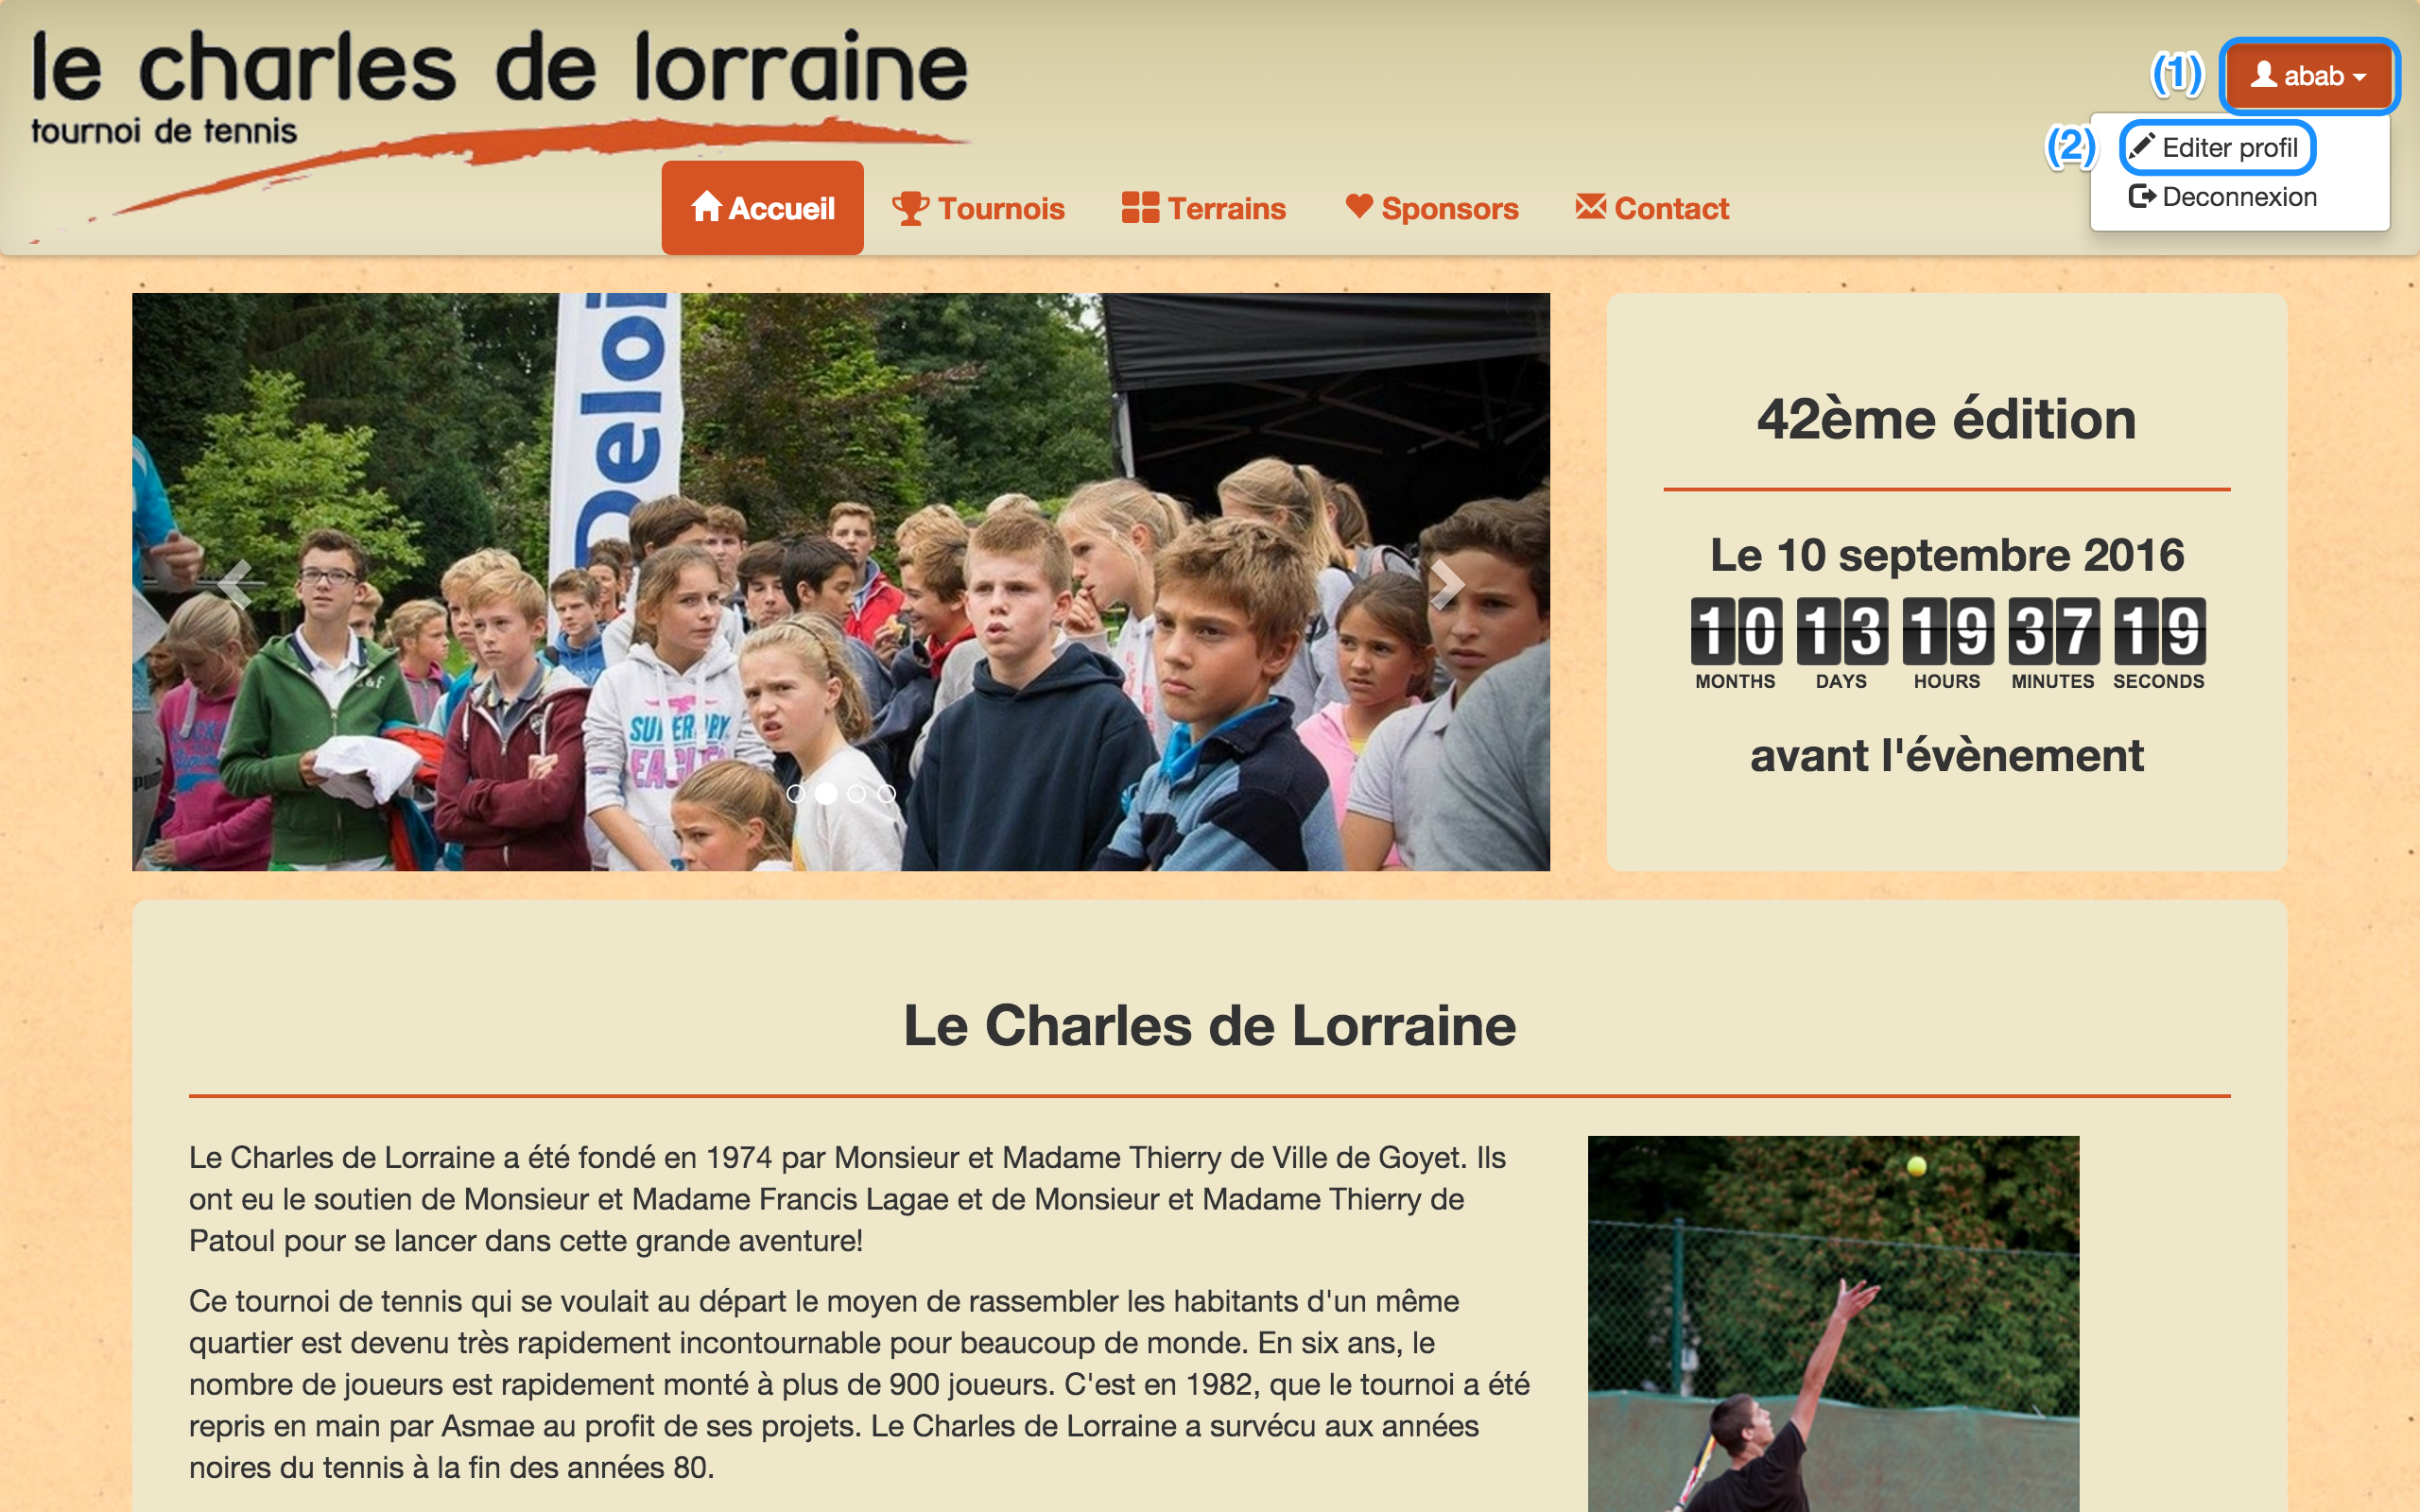 le charles de lorraine
tournoi de tennis
(1)
abab
(2)
Editer profil
Deconnexion
Accueil
Tournois
Terrains
Sponsors
Contact
Deloi
SUPERDRY
EAGLES
42ème édition
Le 10 septembre 2016
10 13 19 37 19
MONTHS DAYS HOURS MINUTES SECONDS
avant l'évènement
Le Charles de Lorraine
Le Charles de Lorraine a été fondé en 1974 par Monsieur et Madame Thierry de Ville de Goyet. Ils
ont eu le soutien de Monsieur et Madame Francis Lagae et de Monsieur et Madame Thierry de
Patoul pour se lancer dans cette grande aventure!
Ce tournoi de tennis qui se voulait au départ le moyen de rassembler les habitants d'un même
quartier est devenu très rapidement incontournable pour beaucoup de monde. En six ans, le
nombre de joueurs est rapidement monté à plus de 900 joueurs. C'est en 1982, que le tournoi a été
repris en main par Asmae au profit de ses projets. Le Charles de Lorraine a survécu aux années
noires du tennis à la fin des années 80.